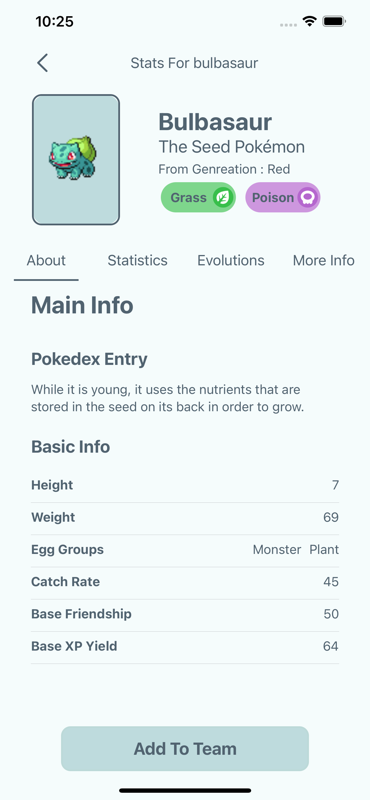 10:25
Stats For bulbasaur
Bulbasaur
The Seed Pokémon
From Genreation : Red
Grass Poison
About Statistics Evolutions More Info
Main Info
Pokedex Entry
While it is young, it uses the nutrients that are
stored in the seed on its back in order to grow.
Basic Info
Height 7
Weight 69
Egg Groups Monster Plant
Catch Rate 45
Base Friendship 50
Base XP Yield 64
Add To Team